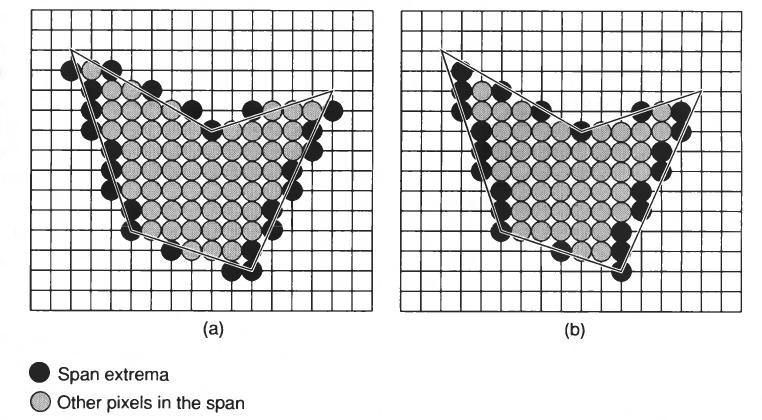 (a)
(b)
Span extrema
Other pixels in the span